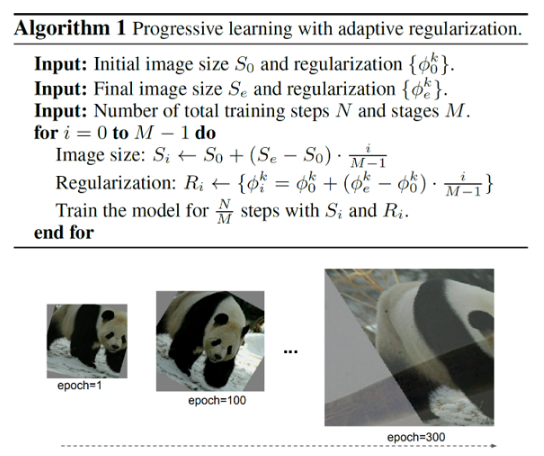 Algorithm 1 Progressive learning with adaptive regularization.
Input: Initial image size S₀ and regularization {ϕ₀ᵏ}.
Input: Final image size Sₑ and regularization {ϕₑᵏ}.
Input: Number of total training steps N and stages M.
for i = 0 to M − 1 do
Image size: Sᵢ ← S₀ + (Sₑ − S₀) · i/(M−1)
Regularization: Rᵢ ← {ϕᵢᵏ = ϕ₀ᵏ + (ϕₑᵏ − ϕ₀ᵏ) · i/(M−1)}
Train the model for N/M steps with Sᵢ and Rᵢ.
end for
...
epoch=1
epoch=100
epoch=300